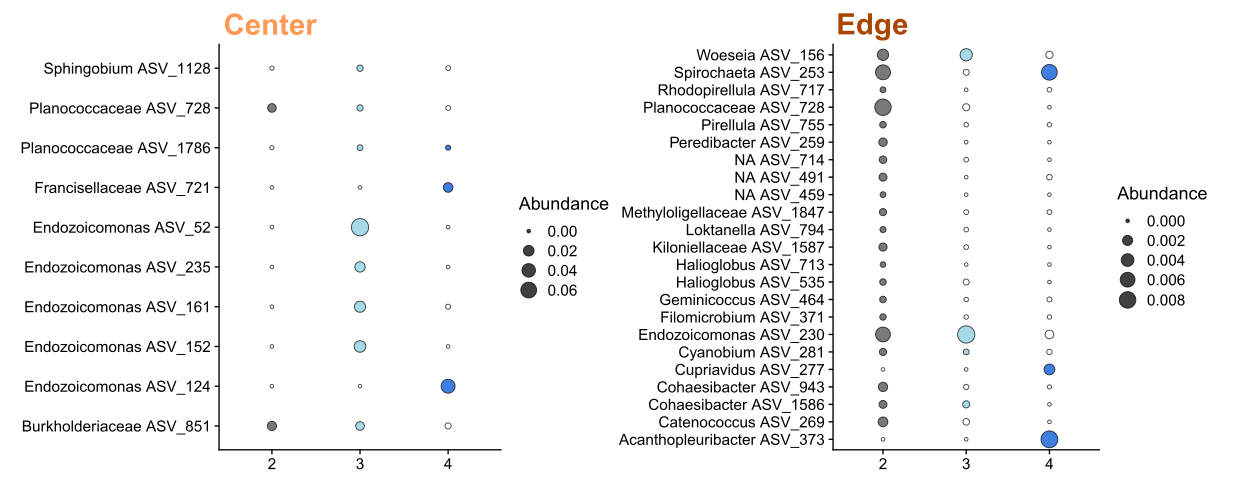 Center
Sphingobium ASV_1128
Planococcaceae ASV_728
Planococcaceae ASV_1786
Francisellaceae ASV_721
Endozoicomonas ASV_52
Endozoicomonas ASV_235
Endozoicomonas ASV_161
Endozoicomonas ASV_152
Endozoicomonas ASV_124
Burkholderiaceae ASV_851
2 3 4
Abundance
0.00
0.02
0.04
0.06
Edge
Woeseia ASV_156
Spirochaeta ASV_253
Rhodopirellula ASV_717
Planococcaceae ASV_728
Pirellula ASV_755
Peredibacter ASV_259
NA ASV_714
NA ASV_491
NA ASV_459
Methyloligellaceae ASV_1847
Loktanella ASV_794
Kiloniellaceae ASV_1587
Halioglobus ASV_713
Halioglobus ASV_535
Geminicoccus ASV_464
Filomicrobium ASV_371
Endozoicomonas ASV_230
Cyanobium ASV_281
Cupriavidus ASV_277
Cohaesibacter ASV_943
Cohaesibacter ASV_1586
Catenococcus ASV_269
Acanthopleuribacter ASV_373
2 3 4
Abundance
0.000
0.002
0.004
0.006
0.008